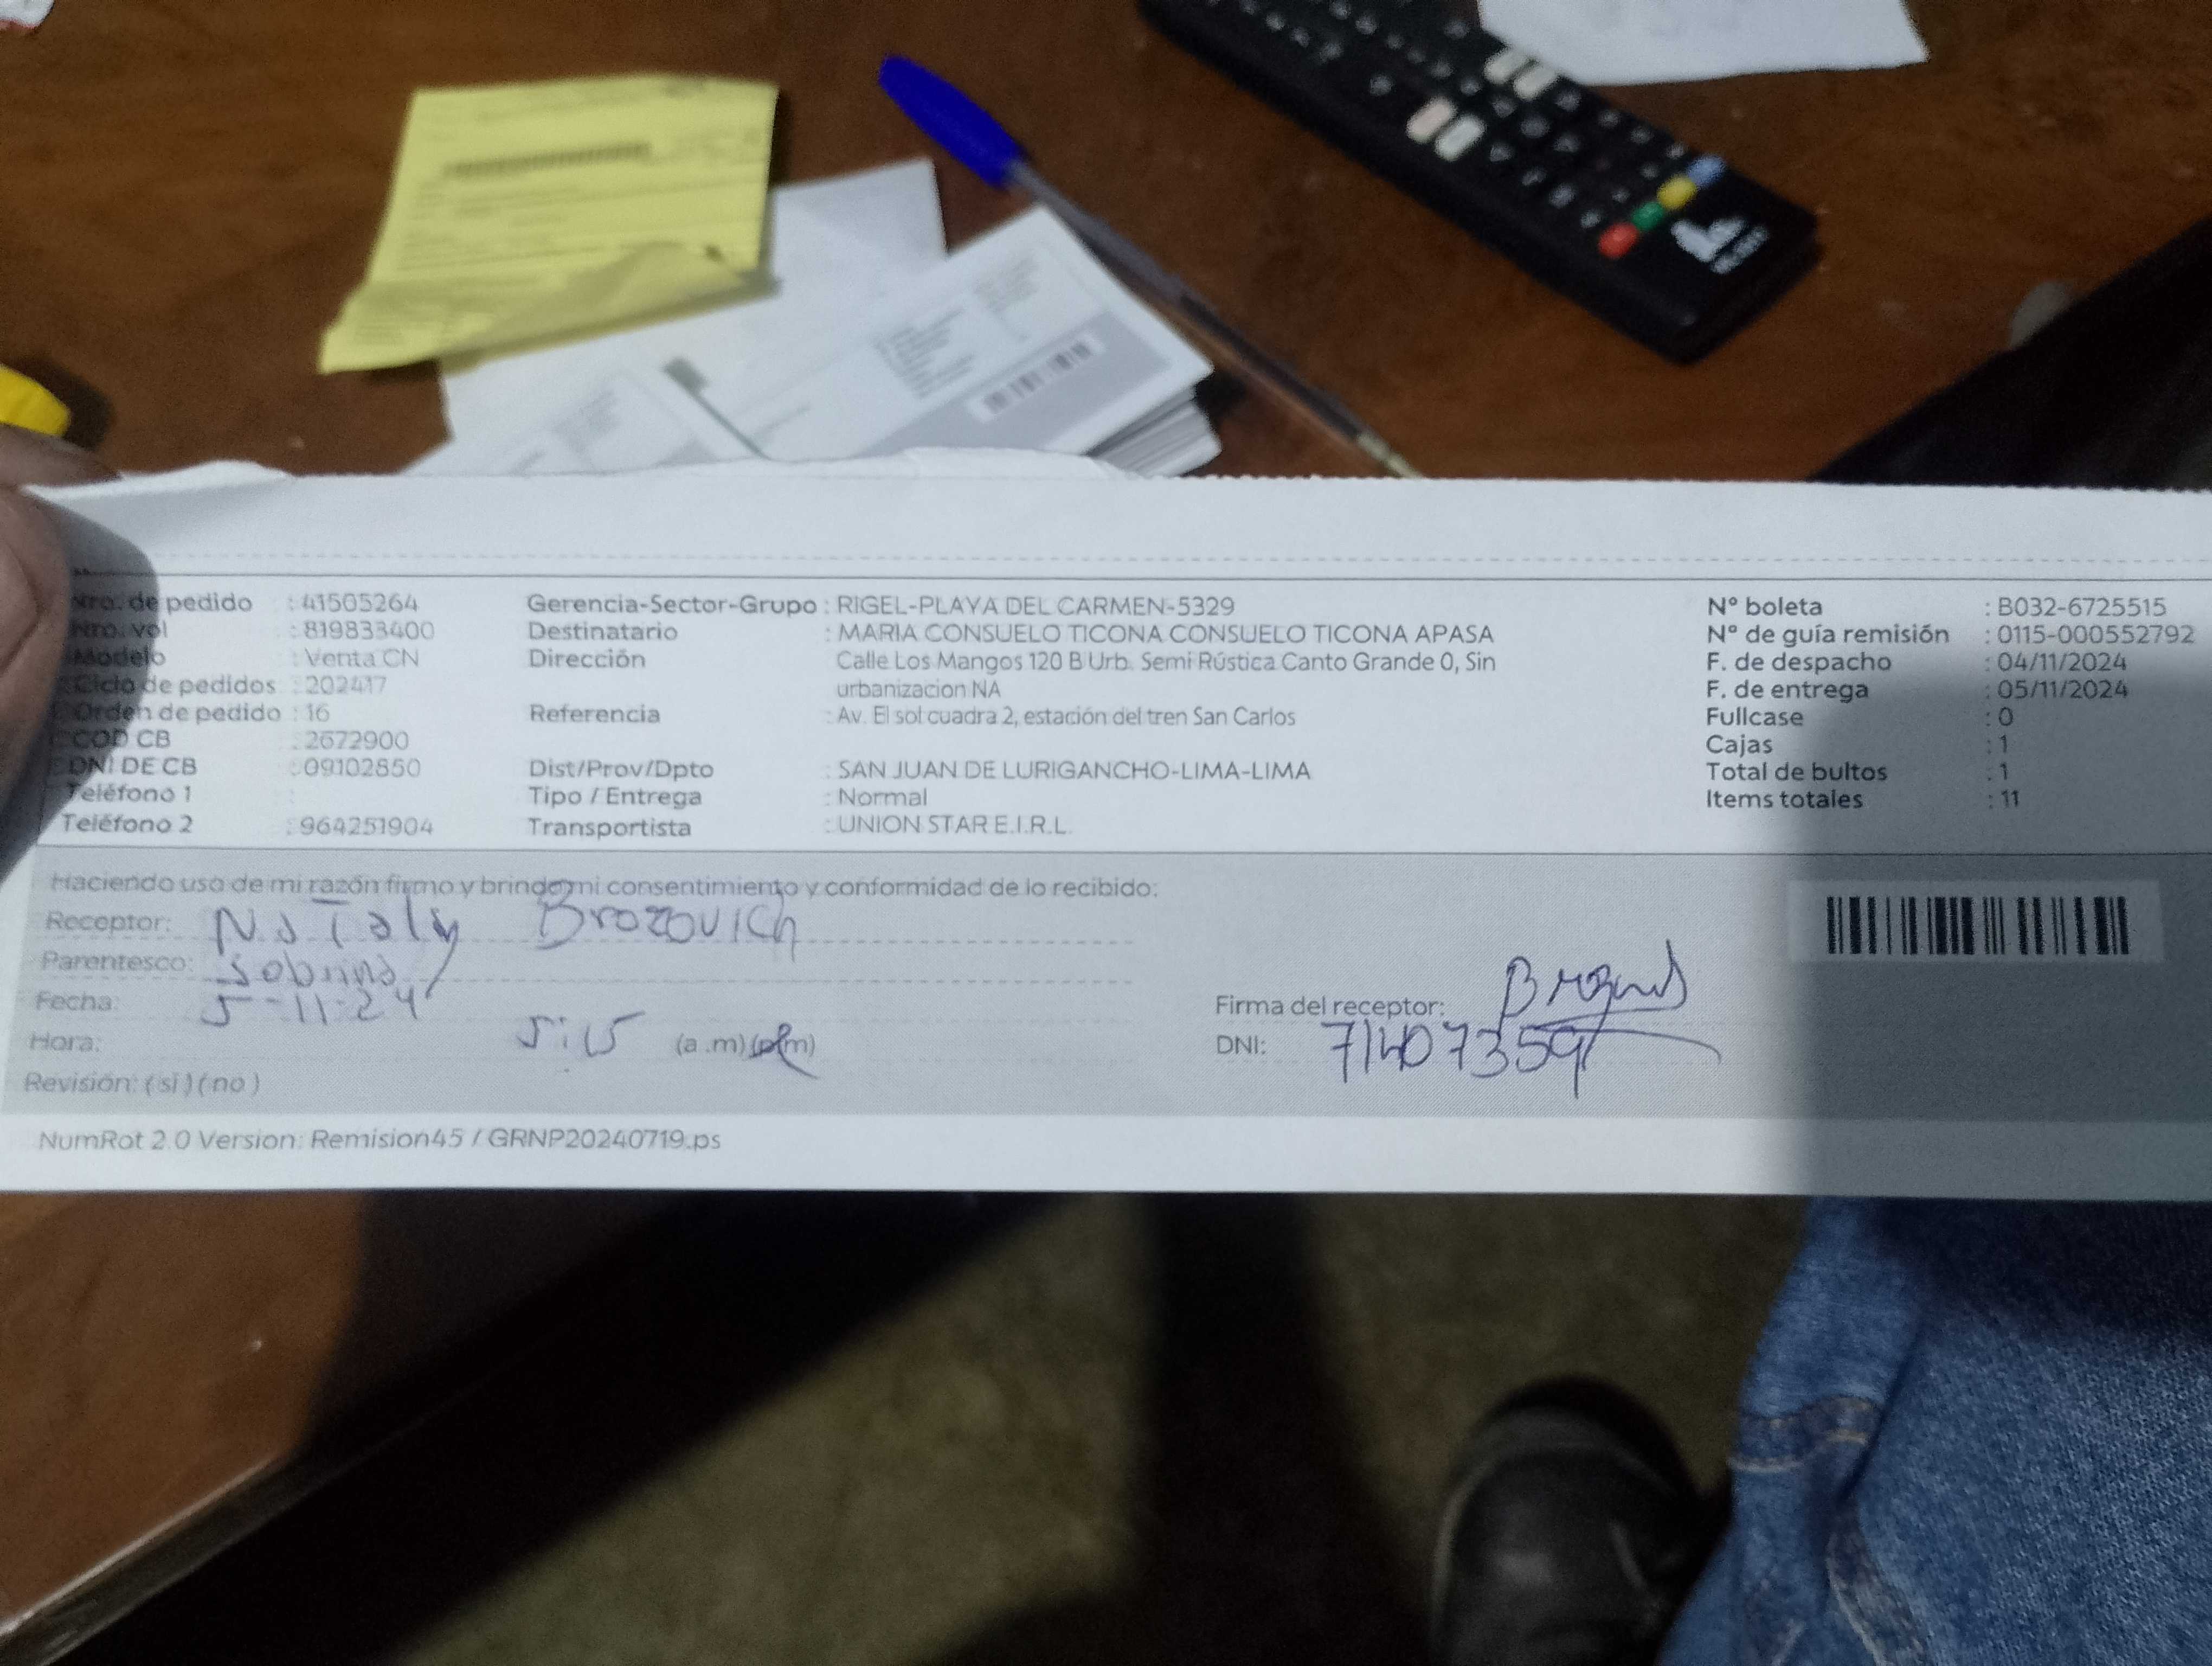 Nro. de pedido : 41505264
Nro. vol : 819833400
Modelo : Venta CN
Ciclo de pedidos : 202417
Orden de pedido : 16
COD CB : 2672900
DNI DE CB : 09102850
Teléfono 1 :
Teléfono 2 : 964251904
Gerencia-Sector-Grupo : RIGEL-PLAYA DEL CARMEN-5329
Destinatario : MARIA CONSUELO TICONA CONSUELO TICONA APASA
Dirección : Calle Los Mangos 120 B Urb. Semi Rústica Canto Grande 0, Sin
urbanizacion NA
Referencia : Av. El sol cuadra 2, estación del tren San Carlos
Dist/Prov/Dpto : SAN JUAN DE LURIGANCHO-LIMA-LIMA
Tipo / Entrega : Normal
Transportista : UNION STAR E.I.R.L.
N° boleta : B032-6725515
N° de guía remisión : 0115-000552792
F. de despacho : 04/11/2024
F. de entrega : 05/11/2024
Fullcase : 0
Cajas : 1
Total de bultos : 1
Items totales : 11
Haciendo uso de mi razón firmo y brindo mi consentimiento y conformidad de lo recibido:
Receptor: Nataly Brozovich
Parentesco: Sobrina
Fecha: 5-11-24
Hora: 5:15 (a .m) (p.m)
Revisión: ( si ) ( no )
Firma del receptor:
DNI: 71407359
NumRot 2.0 Version: Remision45 / GRNP20240719.ps